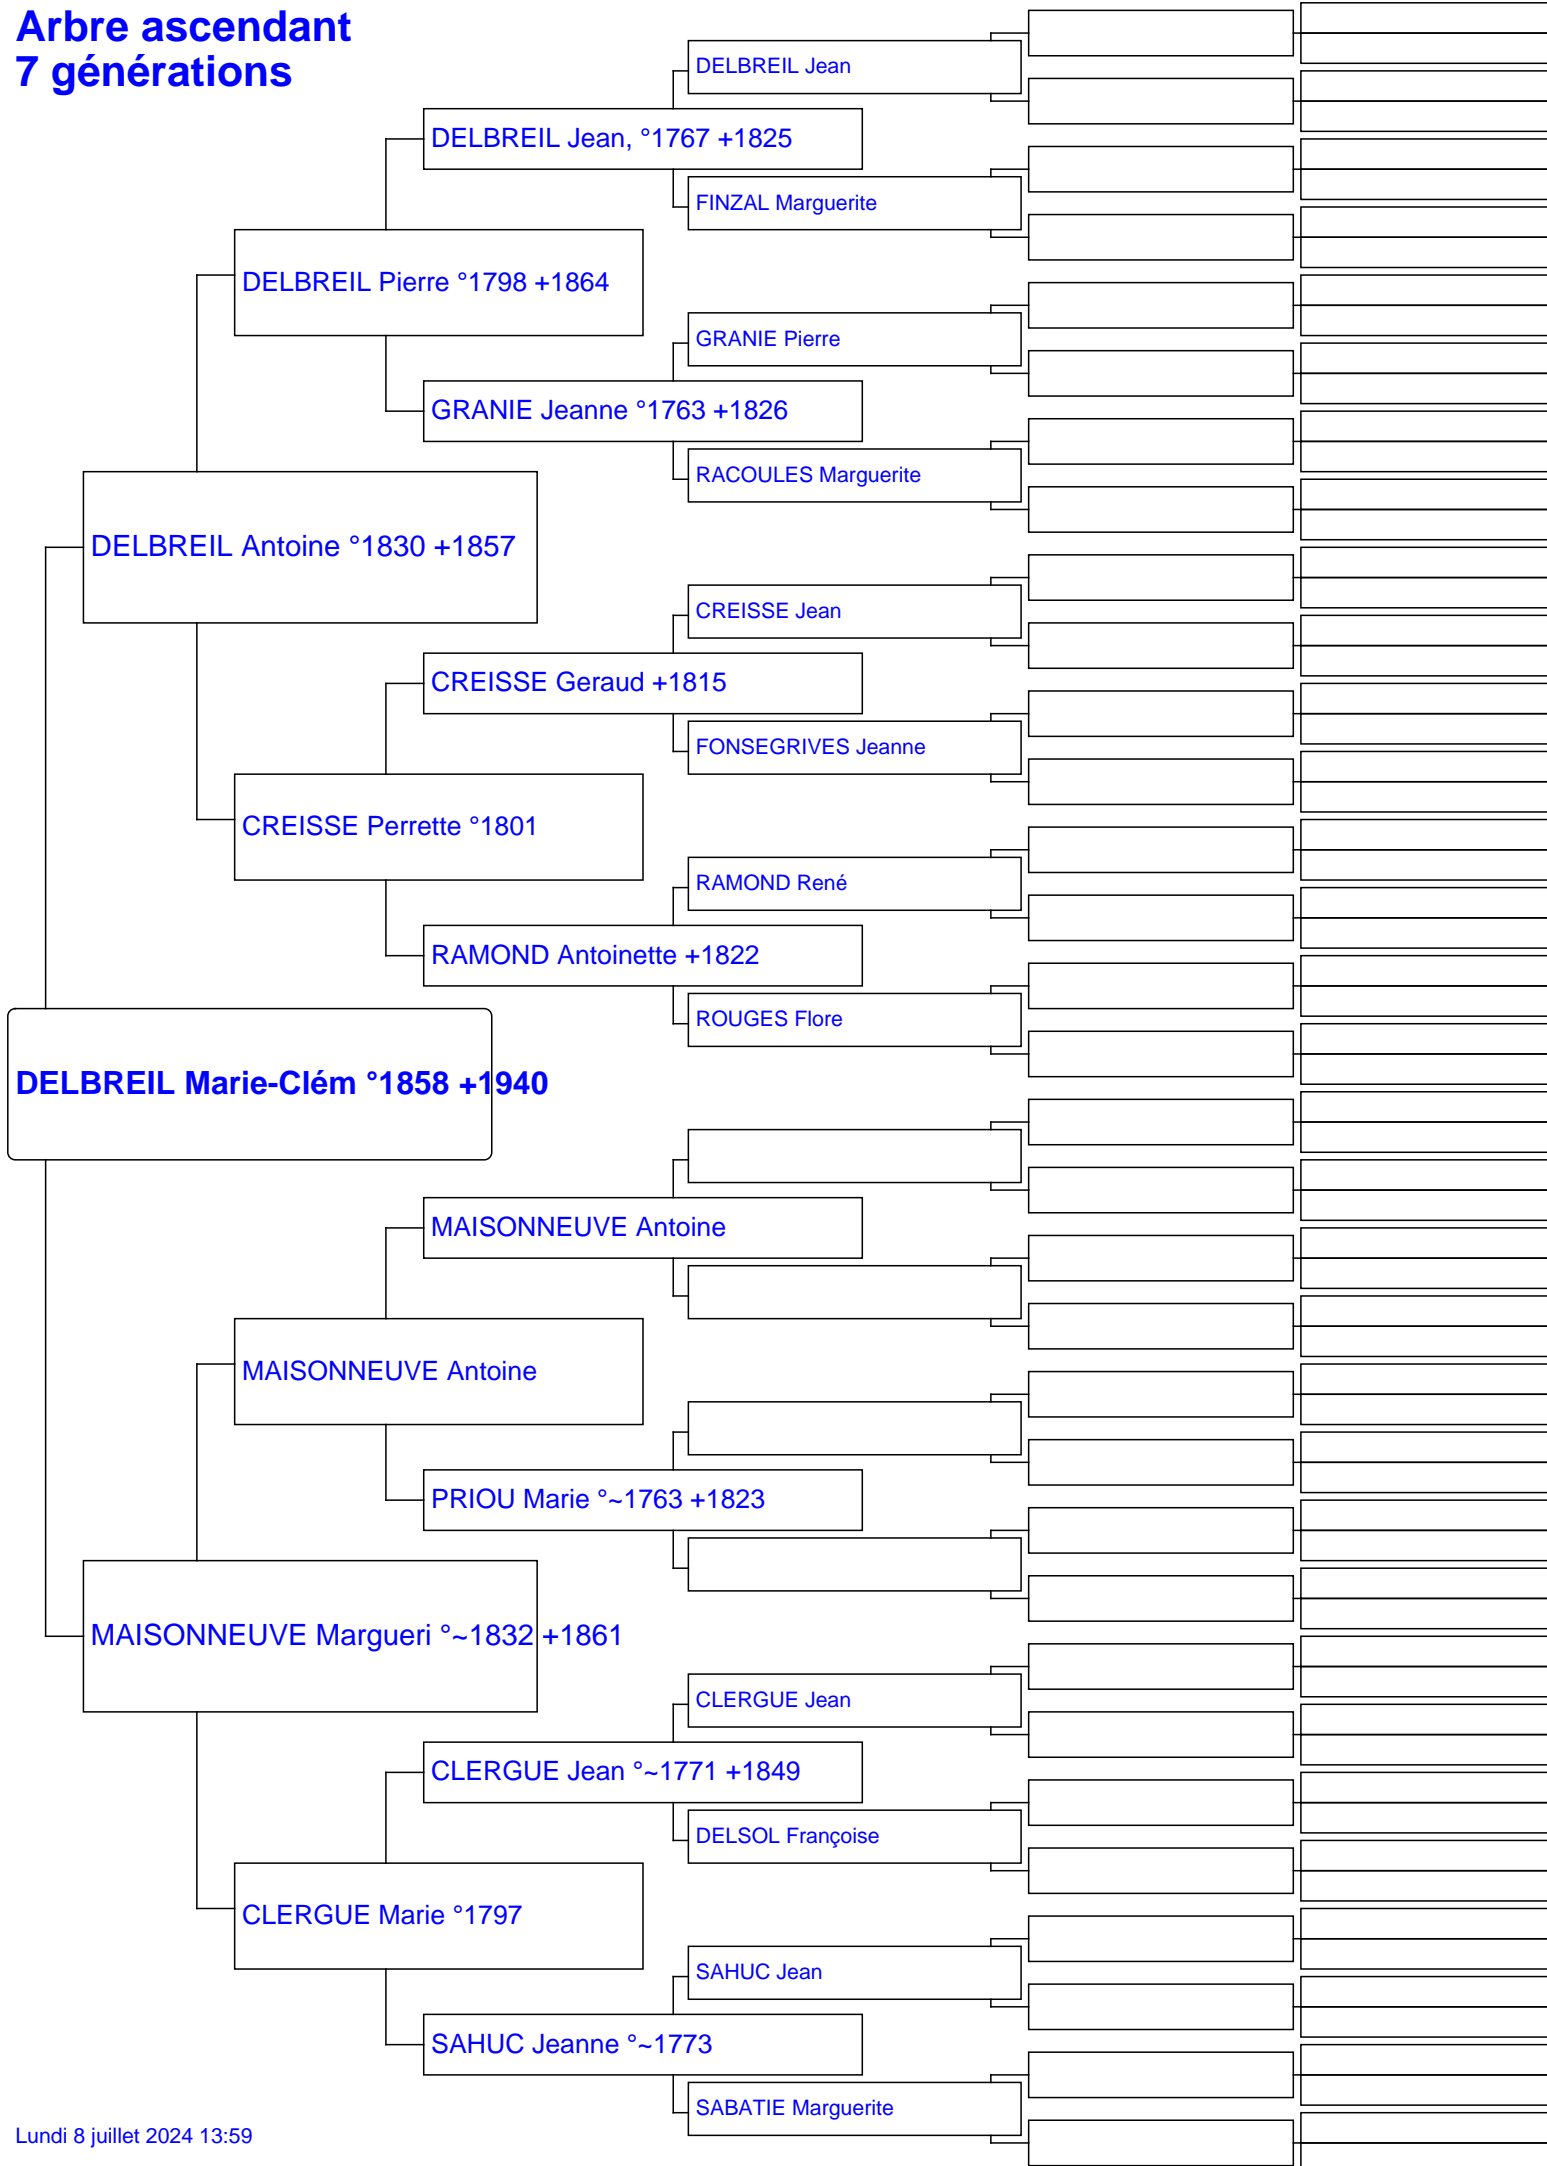 Arbre ascendant
7 générations
DELBREIL Jean
DELBREIL Jean, °1767 +1825
FINZAL Marguerite
DELBREIL Pierre °1798 +1864
GRANIE Pierre
GRANIE Jeanne °1763 +1826
RACOULES Marguerite
DELBREIL Antoine °1830 +1857
CREISSE Jean
CREISSE Geraud +1815
FONSEGRIVES Jeanne
CREISSE Perrette °1801
RAMOND René
RAMOND Antoinette +1822
ROUGES Flore
DELBREIL Marie-Clém °1858 +1940
MAISONNEUVE Antoine
MAISONNEUVE Antoine
PRIOU Marie °~1763 +1823
MAISONNEUVE Margueri °~1832 +1861
CLERGUE Jean
CLERGUE Jean °~1771 +1849
DELSOL Françoise
CLERGUE Marie °1797
SAHUC Jean
SAHUC Jeanne °~1773
SABATIE Marguerite
Lundi 8 juillet 2024 13:59